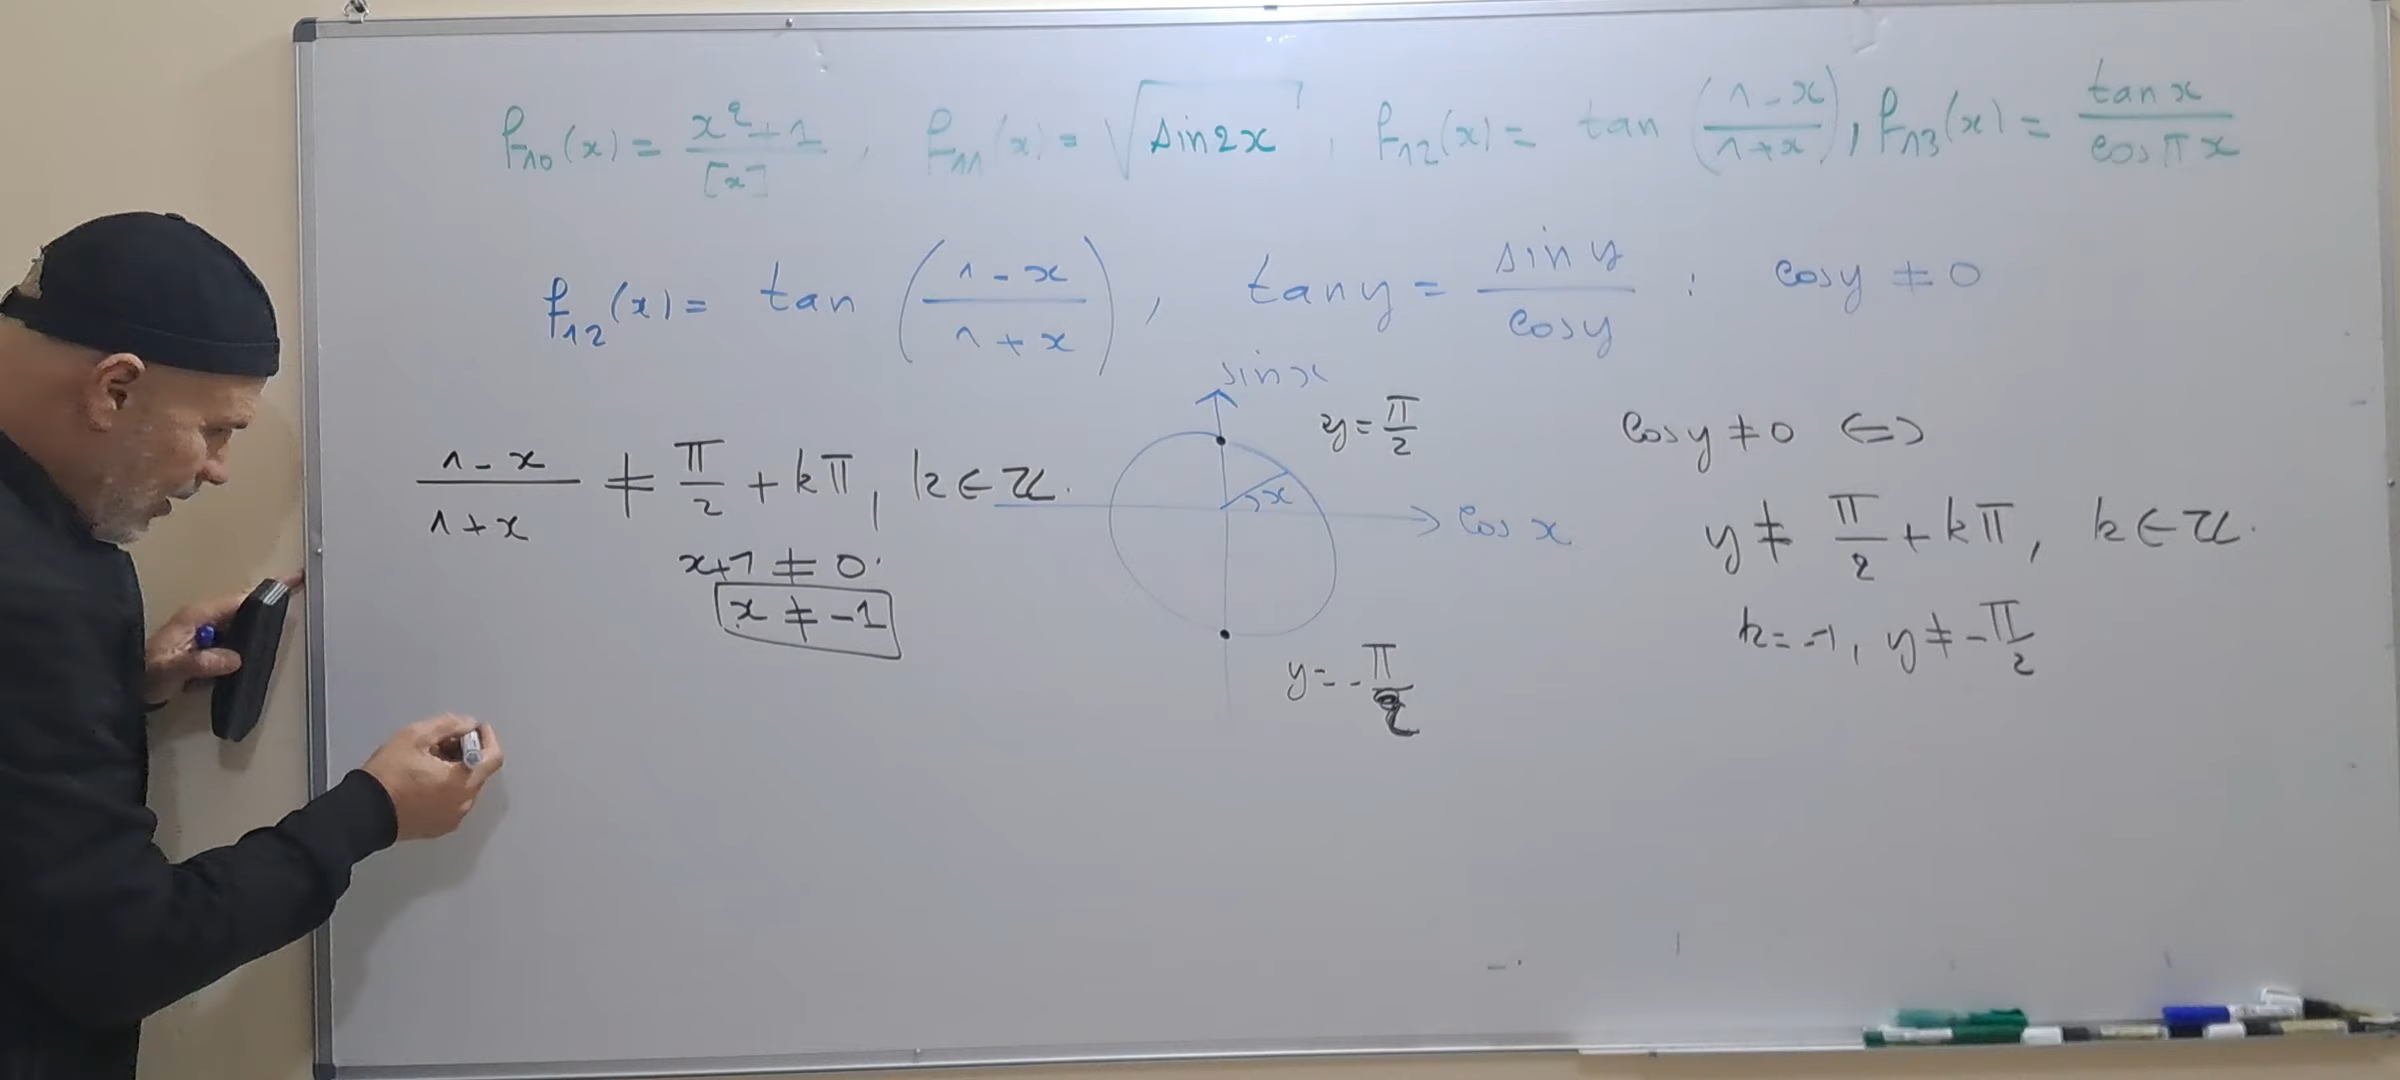 f₁₀(x) = (x²+1)/[x] , f₁₁(x) = √(sin2x) , f₁₂(x) = tan((1-x)/(1+x)) , f₁₃(x) = tan x/cos πx
f₁₂(x) = tan((1-x)/(1+x)) , tan y = sin y/cos y : cos y ≠ 0
sin x
y = π/2
cos y ≠ 0 ⇔
(1-x)/(1+x) ≠ π/2 + kπ, k ∈ ℤ.
x
cos x
y ≠ π/2 + kπ, k ∈ ℤ.
x+1 ≠ 0.
x ≠ -1
k = -1, y ≠ -π/2
y = -π/2